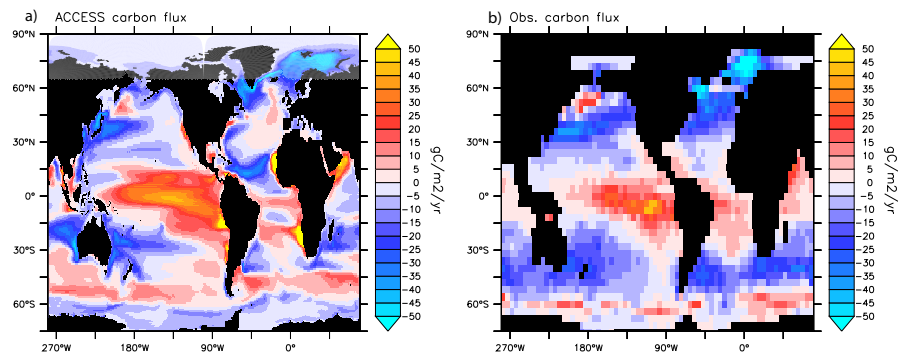 a) ACCESS carbon flux
90°N
60°N
30°N
0°
30°S
60°S
270°W 180°W 90°W 0°
50
45
40
35
30
25
20
15
10
5
0
−5
−10
−15
−20
−25
−30
−35
−40
−45
−50
gC/m2/yr
b) Obs. carbon flux
90°N
60°N
30°N
0°
30°S
60°S
270°W 180°W 90°W 0°
50
45
40
35
30
25
20
15
10
5
0
−5
−10
−15
−20
−25
−30
−35
−40
−45
−50
gC/m2/yr